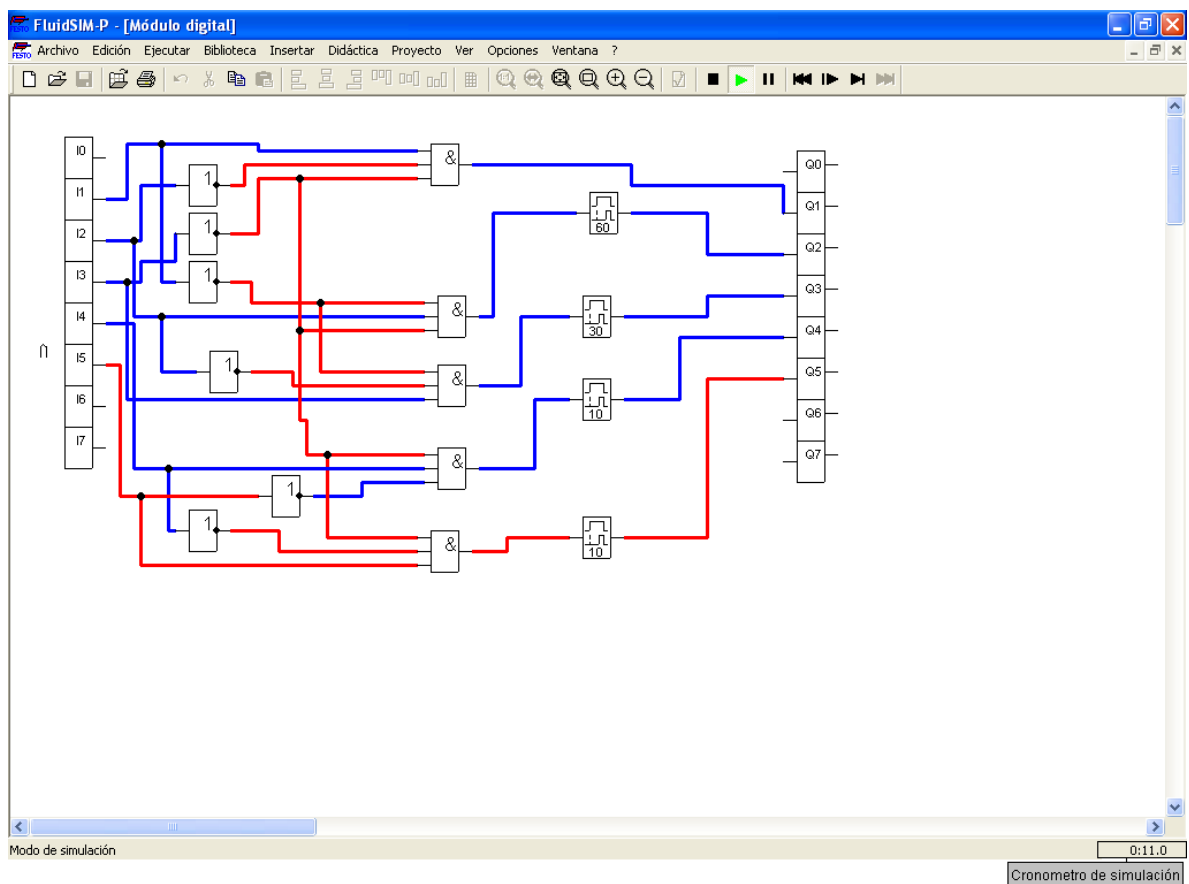 FluidSIM-P - [Módulo digital]
FESTO Archivo Edición Ejecutar Biblioteca Insertar Didáctica Proyecto Ver Opciones Ventana ?
I0
I1
I2
I3
I4
I5
I6
I7
1
1
1
1
1
1
&
&
&
&
&
60
30
10
10
Q0
Q1
Q2
Q3
Q4
Q5
Q6
Q7
Modo de simulación
0:11.0
Cronometro de simulación